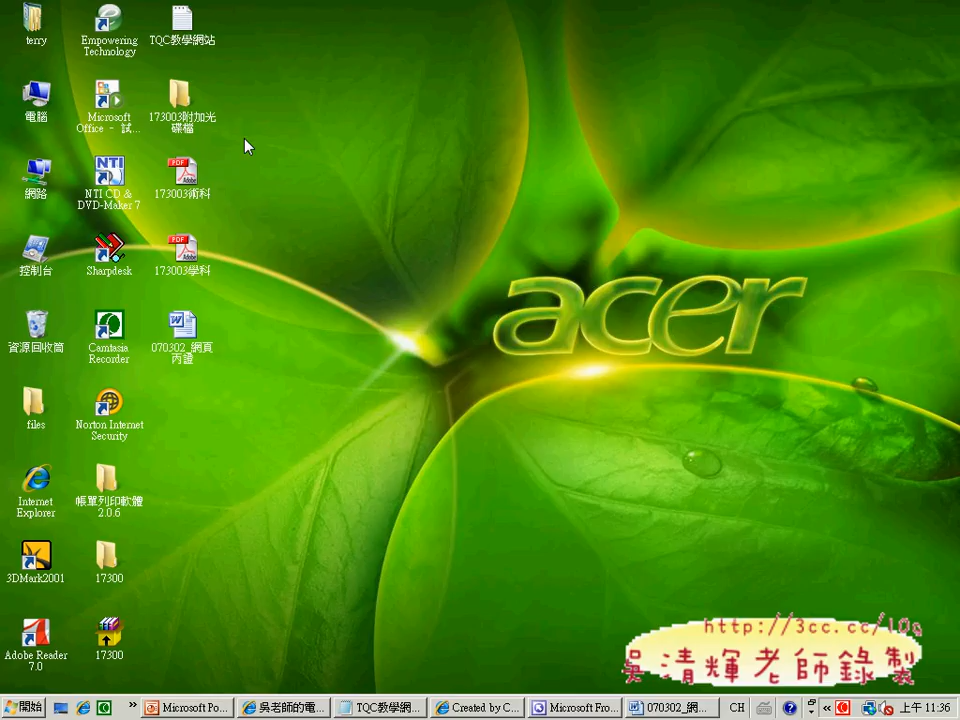 terry
Empowering
Technology
TQC教學網站
電腦
Microsoft
Office - 試...
173003附加光
碟檔
網路
NTI CD &
DVD-Maker 7
173003術科
控制台
Sharpdesk
173003學科
資源回收筒
Camtasia
Recorder
070302_網頁
丙證
files
Norton Internet
Security
Internet
Explorer
帳單列印軟體
2.0.6
3DMark2001
17300
Adobe Reader
7.0
17300
acer
http://3cc.cc/10a
吳清輝老師錄製
開始
Microsoft Po...
吳老師的電...
TQC教學網...
Created by C...
Microsoft Fro...
070302_網...
CH
上午 11:36